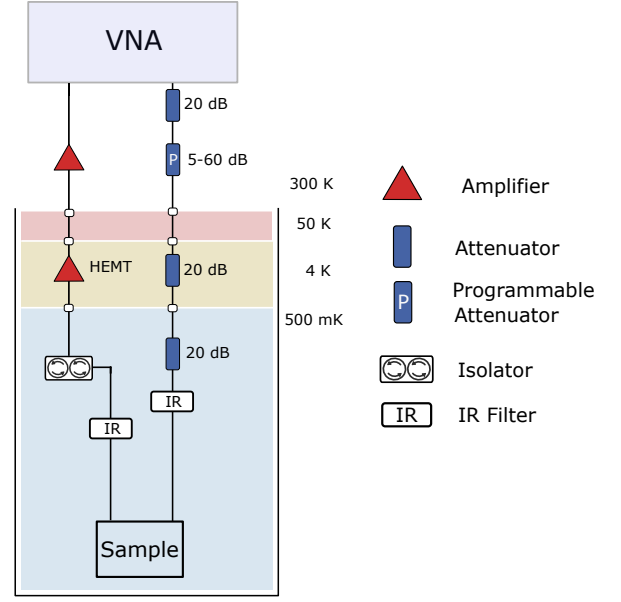 VNA
20 dB
P
5-60 dB
300 K
50 K
HEMT
20 dB
4 K
500 mK
20 dB
IR
IR
Sample
Amplifier
Attenuator
P
Programmable
Attenuator
Isolator
IR
IR Filter